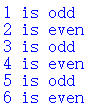 1 is odd
2 is even
3 is odd
4 is even
5 is odd
6 is even